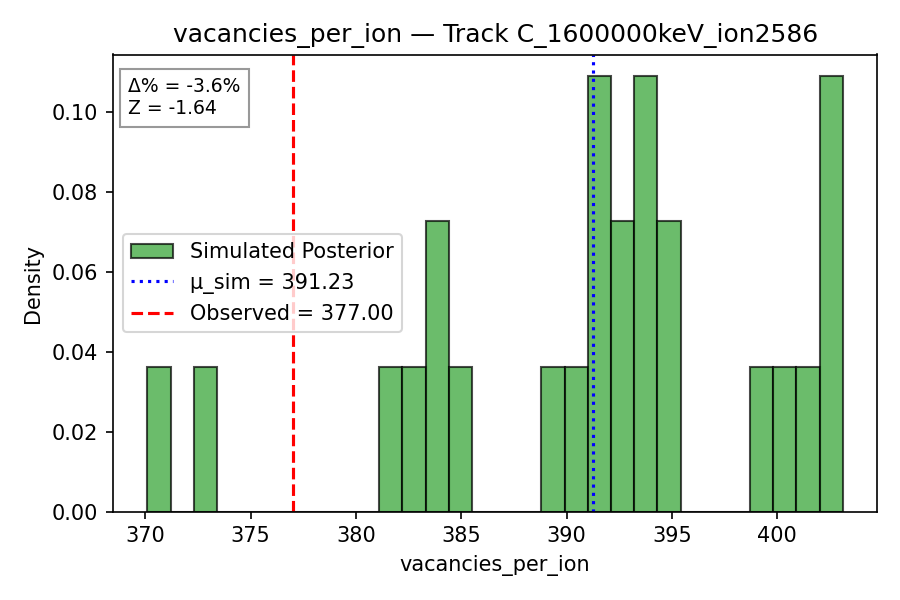 vacancies_per_ion — Track C_1600000keV_ion2586
Δ% = -3.6%
Z = -1.64
Simulated Posterior
μ_sim = 391.23
Observed = 377.00
Density
0.10
0.08
0.06
0.04
0.02
0.00
370
375
380
385
390
395
400
vacancies_per_ion